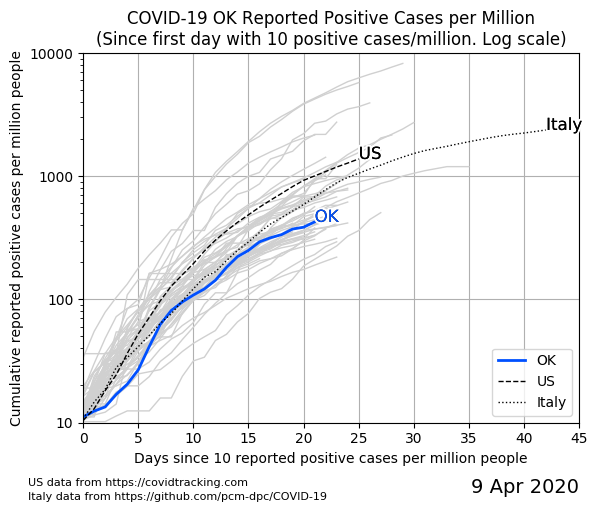 COVID-19 OK Reported Positive Cases per Million
(Since first day with 10 positive cases/million. Log scale)
Cumulative reported positive cases per million people
10000
1000
100
10
Italy
US
OK
OK
US
Italy
0 5 10 15 20 25 30 35 40 45
Days since 10 reported positive cases per million people
US data from https://covidtracking.com
Italy data from https://github.com/pcm-dpc/COVID-19
9 Apr 2020